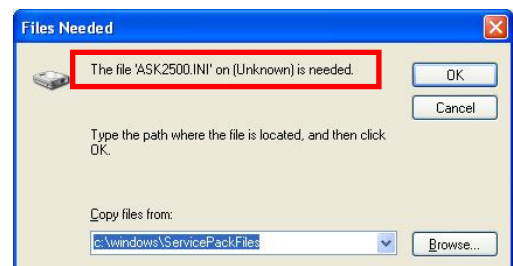 Files Needed
The file 'ASK2500.INI' on (Unknown) is needed.
OK
Cancel
Type the path where the file is located, and then click
OK.
Copy files from:
c:\windows\ServicePackFiles
Browse...